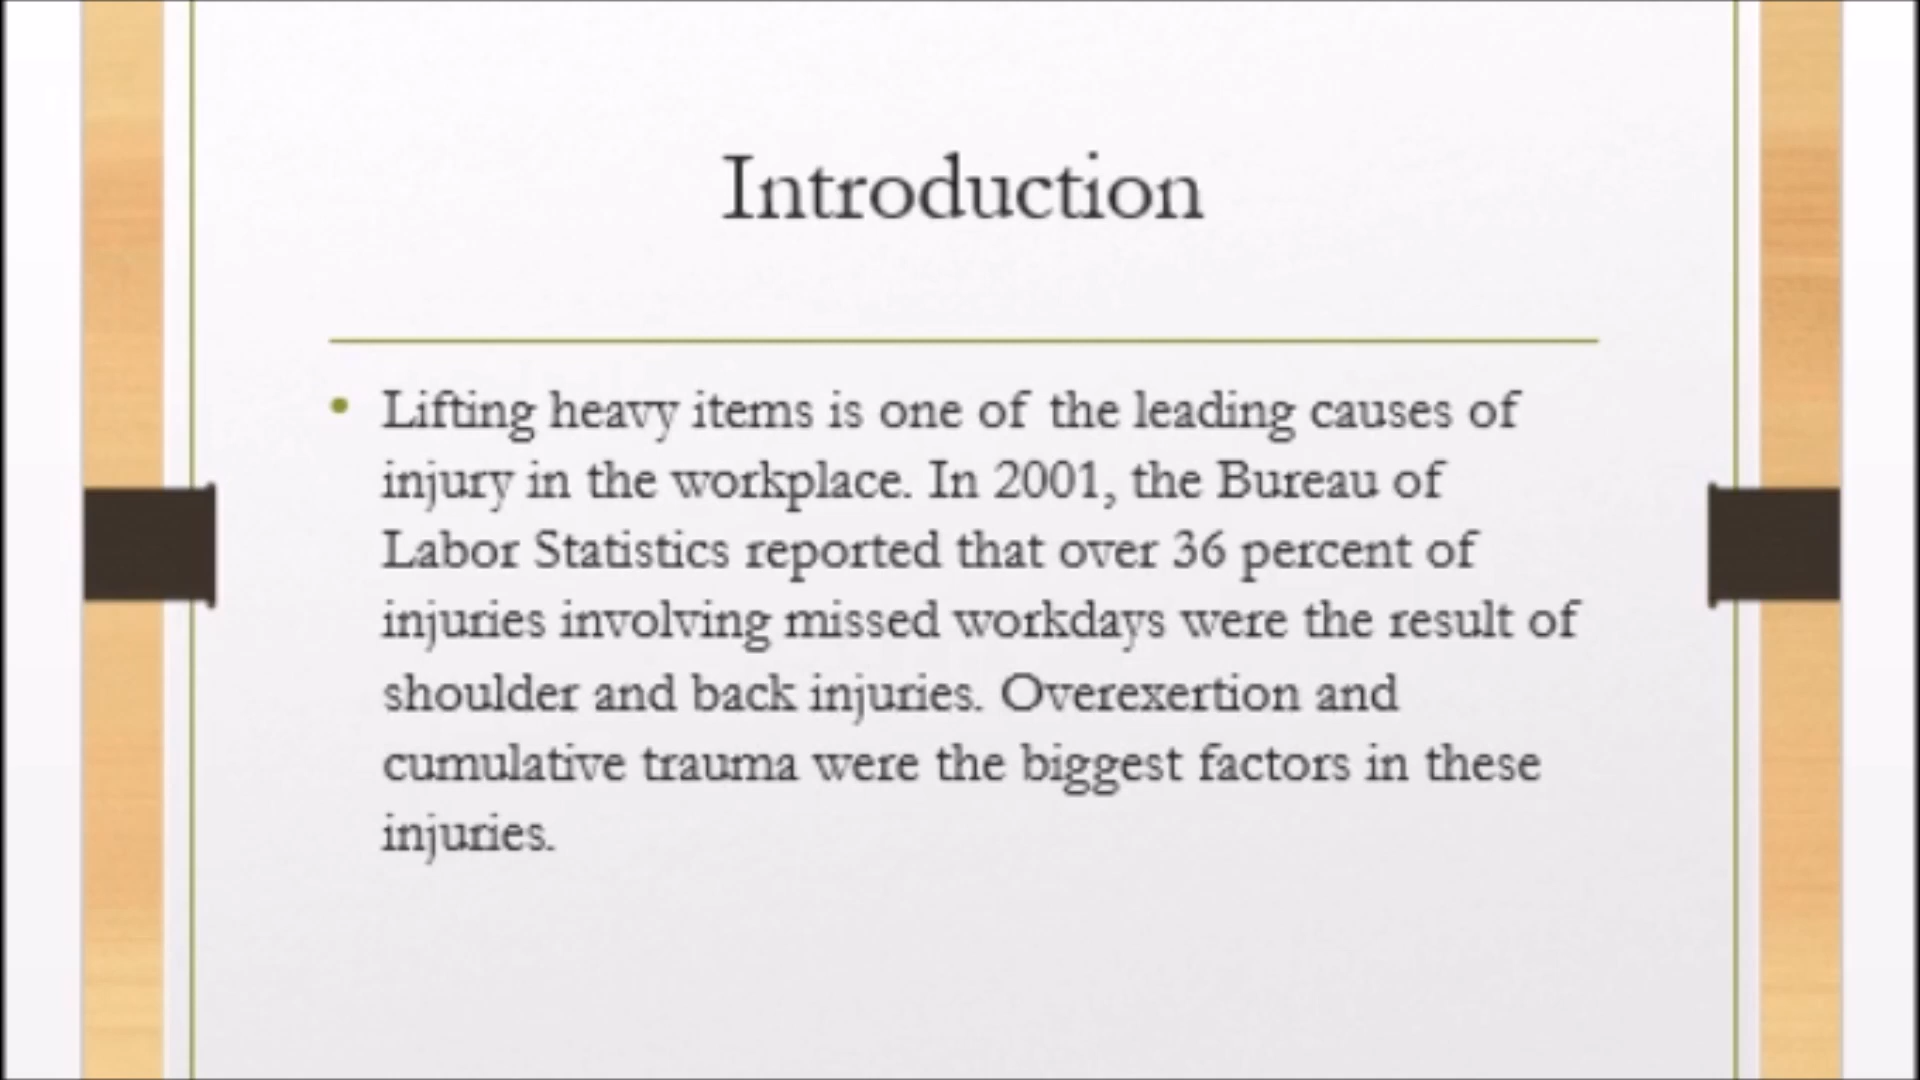 Introduction
• Lifting heavy items is one of the leading causes of
injury in the workplace. In 2001, the Bureau of
Labor Statistics reported that over 36 percent of
injuries involving missed workdays were the result of
shoulder and back injuries. Overexertion and
cumulative trauma were the biggest factors in these
injuries.